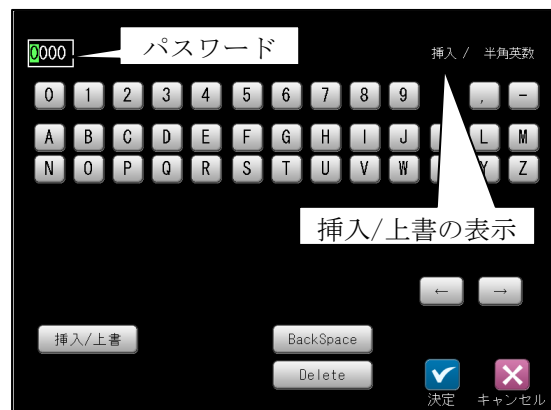 0000
パスワード
挿入 / 半角英数
0 1 2 3 4 5 6 7 8 9 , -
A B C D E F G H I J L M
N O P Q R S T U V W Y Z
挿入/上書の表示
← →
挿入/上書
BackSpace
Delete
決定 キャンセル